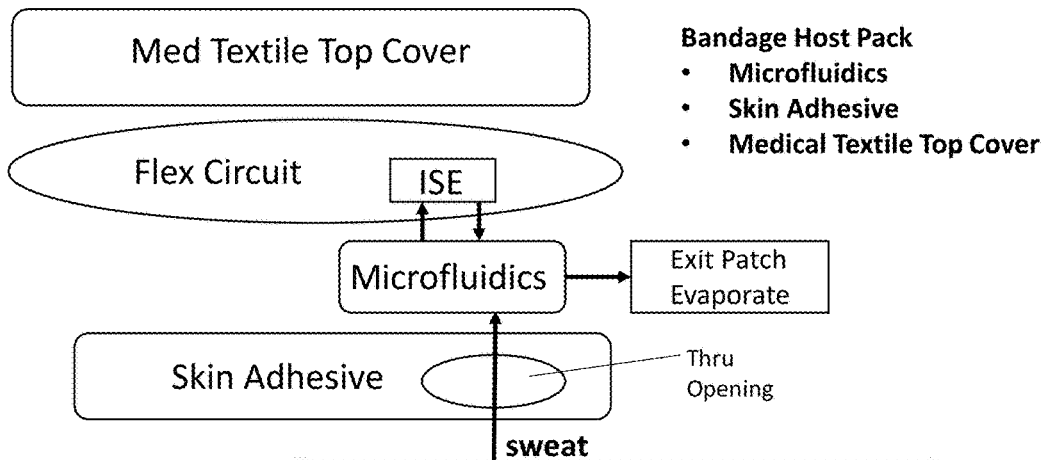 Med Textile Top Cover
Bandage Host Pack
• Microfluidics
• Skin Adhesive
• Medical Textile Top Cover
Flex Circuit
ISE
Microfluidics
Exit Patch
Evaporate
Skin Adhesive
Thru
Opening
sweat